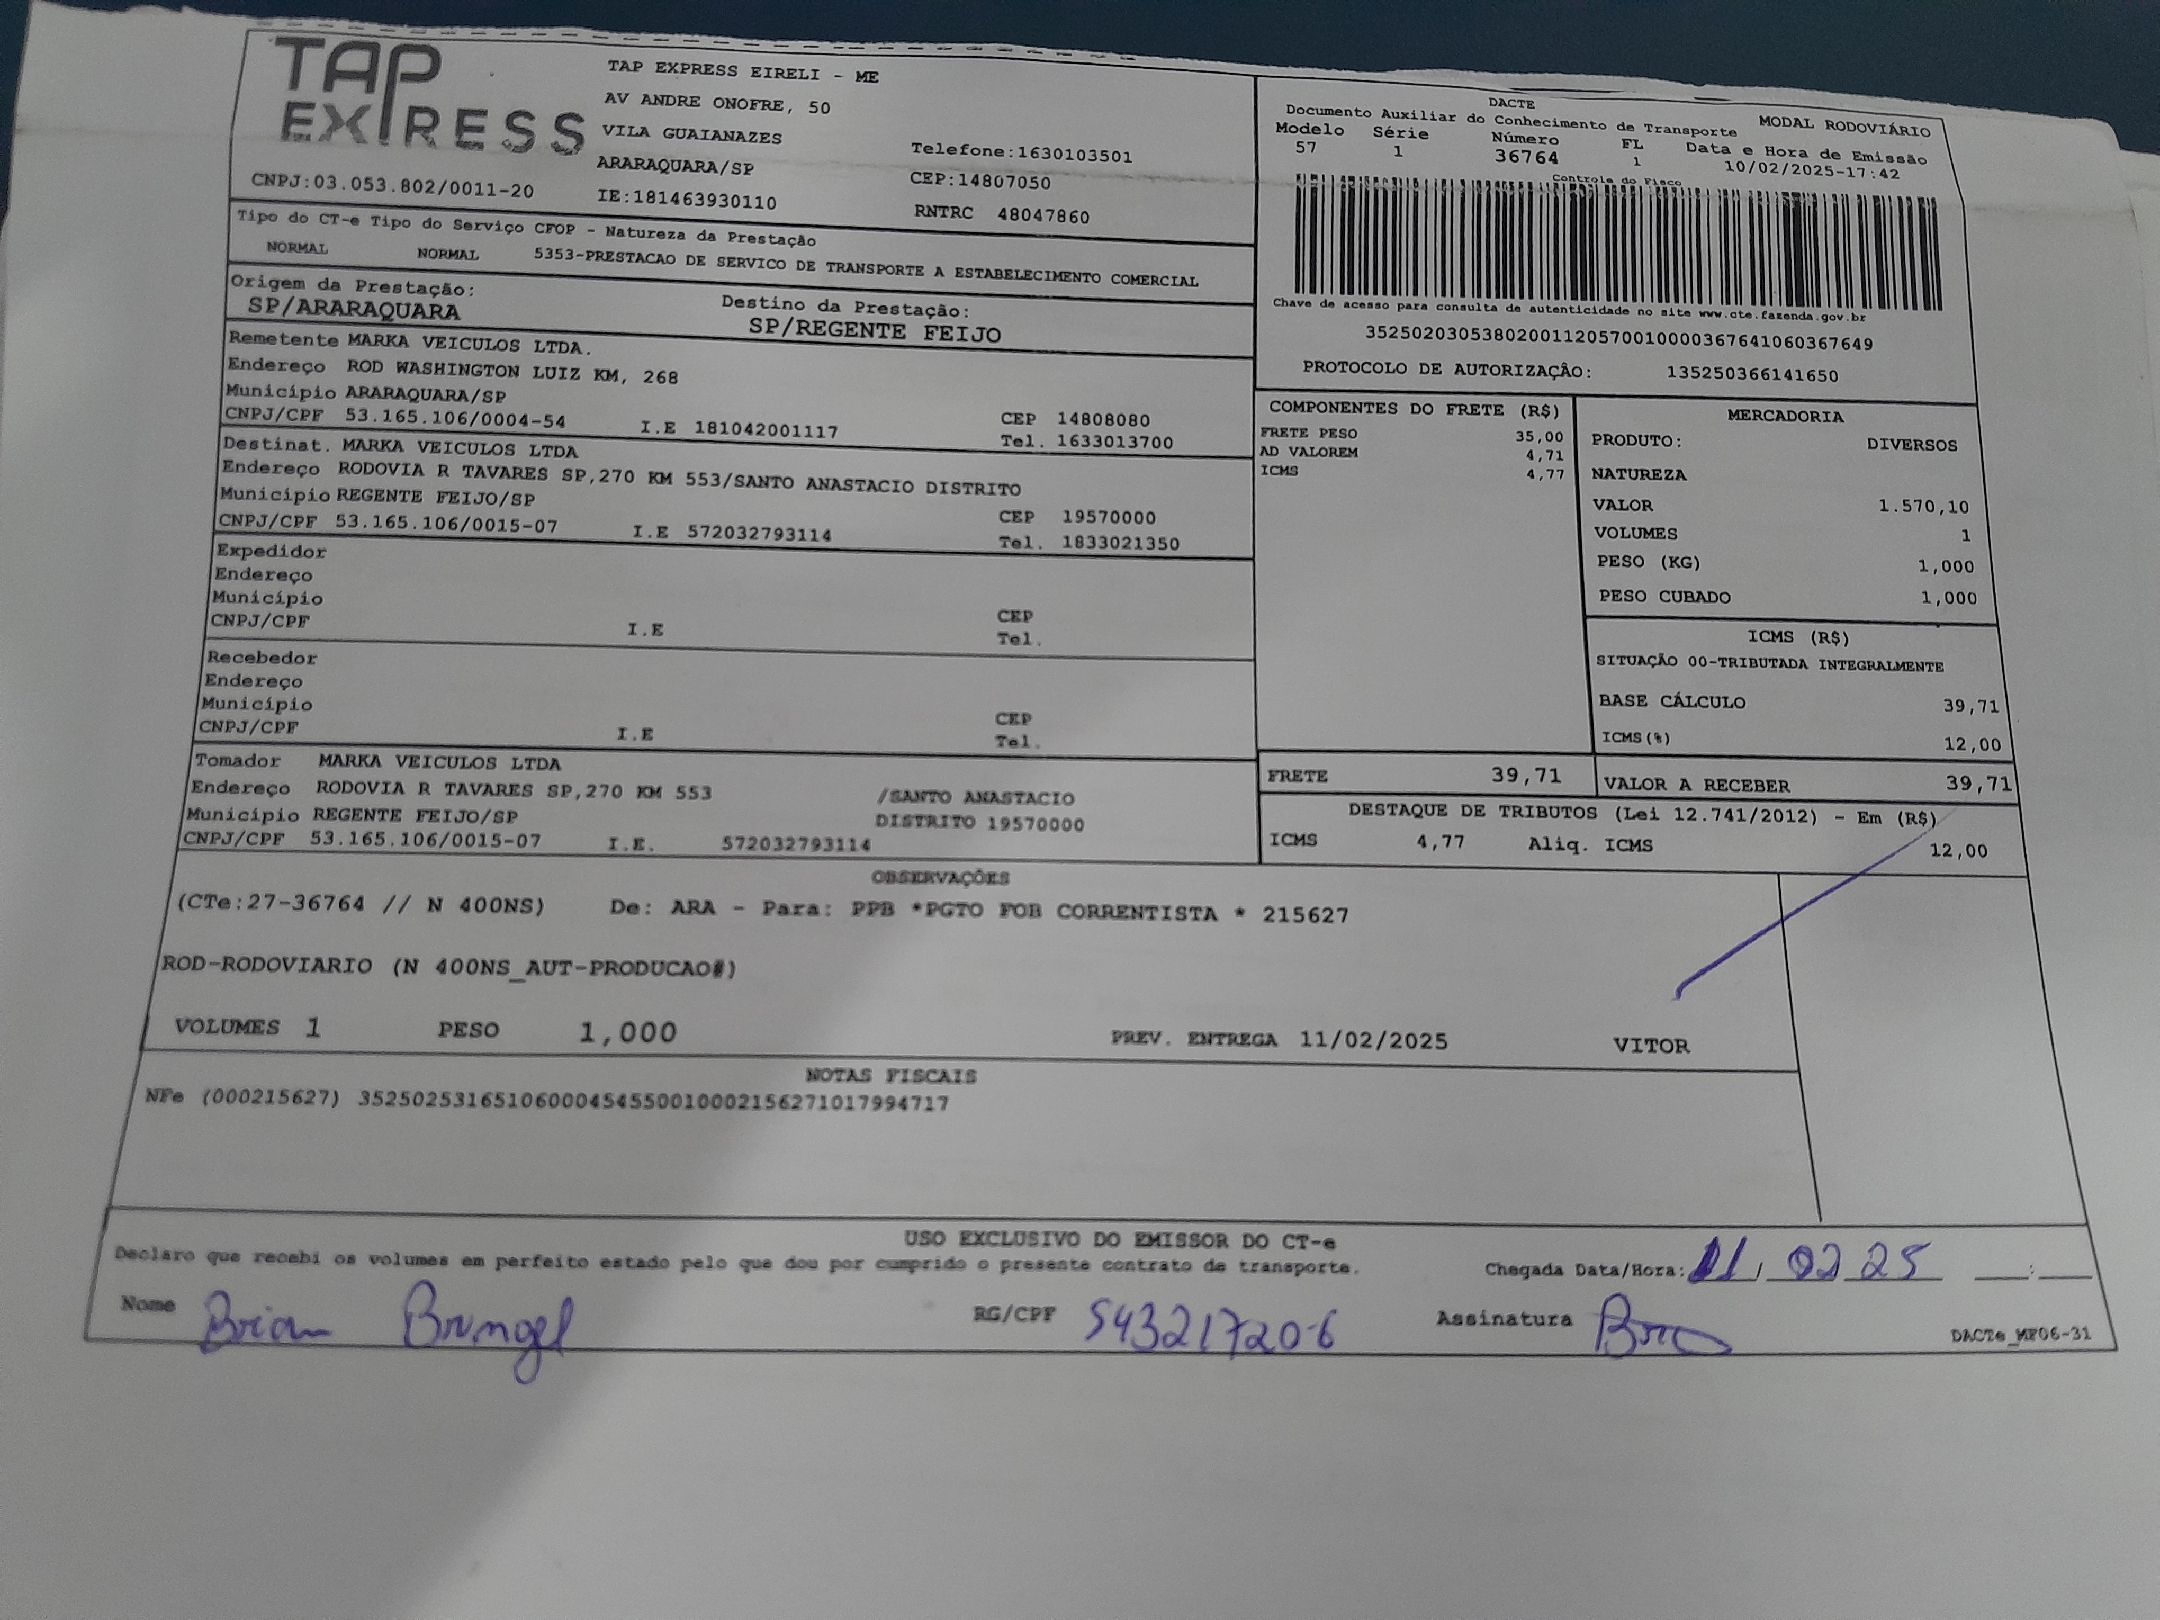 TAP EXPRESS
TAP EXPRESS EIRELI - ME
AV ANDRE ONOFRE, 50
VILA GUAIANAZES
Telefone:1630103501
ARARAQUARA/SP
CEP:14807050
CNPJ:03.053.802/0011-20
IE:181463930110
RNTRC 48047860
DACTE
Documento Auxiliar do Conhecimento de Transporte
MODAL RODOVIÁRIO
Modelo Série Número FL Data e Hora de Emissão
57 1 36764 1 10/02/2025-17:42
Controle do Fisco
Chave de acesso para consulta de autenticidade no site www.cte.fazenda.gov.br
35250203053802001120570010000367641060367649
PROTOCOLO DE AUTORIZAÇÃO: 135250366141650
Tipo do CT-e Tipo do Serviço CFOP - Natureza da Prestação
NORMAL NORMAL 5353-PRESTACAO DE SERVICO DE TRANSPORTE A ESTABELECIMENTO COMERCIAL
Origem da Prestação: Destino da Prestação:
SP/ARARAQUARA SP/REGENTE FEIJO
Remetente MARKA VEICULOS LTDA.
Endereço ROD WASHINGTON LUIZ KM, 268
Município ARARAQUARA/SP CEP 14808080
CNPJ/CPF 53.165.106/0004-54 I.E 181042001117 Tel. 1633013700
Destinat. MARKA VEICULOS LTDA
Endereço RODOVIA R TAVARES SP,270 KM 553/SANTO ANASTACIO DISTRITO
Município REGENTE FEIJO/SP CEP 19570000
CNPJ/CPF 53.165.106/0015-07 I.E 572032793114 Tel. 1833021350
Expedidor
Endereço
Município CEP
CNPJ/CPF I.E Tel.
Recebedor
Endereço
Município CEP
CNPJ/CPF I.E Tel.
Tomador MARKA VEICULOS LTDA
Endereço RODOVIA R TAVARES SP,270 KM 553 /SANTO ANASTACIO
Município REGENTE FEIJO/SP DISTRITO 19570000
CNPJ/CPF 53.165.106/0015-07 I.E. 572032793114
COMPONENTES DO FRETE (R$)
FRETE PESO 35,00
AD VALOREM 4,71
ICMS 4,77
MERCADORIA
PRODUTO: DIVERSOS
NATUREZA
VALOR 1.570,10
VOLUMES 1
PESO (KG) 1,000
PESO CUBADO 1,000
ICMS (R$)
SITUAÇÃO 00-TRIBUTADA INTEGRALMENTE
BASE CÁLCULO 39,71
ICMS(%) 12,00
FRETE 39,71 VALOR A RECEBER 39,71
DESTAQUE DE TRIBUTOS (Lei 12.741/2012) - Em (R$)
ICMS 4,77 Aliq. ICMS 12,00
OBSERVAÇÕES
(CTe:27-36764 // N 400NS) De: ARA - Para: PPB *PGTO FOB CORRENTISTA * 215627
ROD-RODOVIARIO (N 400NS_AUT-PRODUCAO#)
VOLUMES 1 PESO 1,000 PREV. ENTREGA 11/02/2025 VITOR
NOTAS FISCAIS
NFe (000215627) 35250253165106000454550010002156271017994717
USO EXCLUSIVO DO EMISSOR DO CT-e
Declaro que recebi os volumes em perfeito estado pelo que dou por cumprido o presente contrato de transporte. Chegada Data/Hora: 11/ 02 25 :
Nome Brian RG/CPF 54321720-6 Assinatura
DACTe_MF06-31